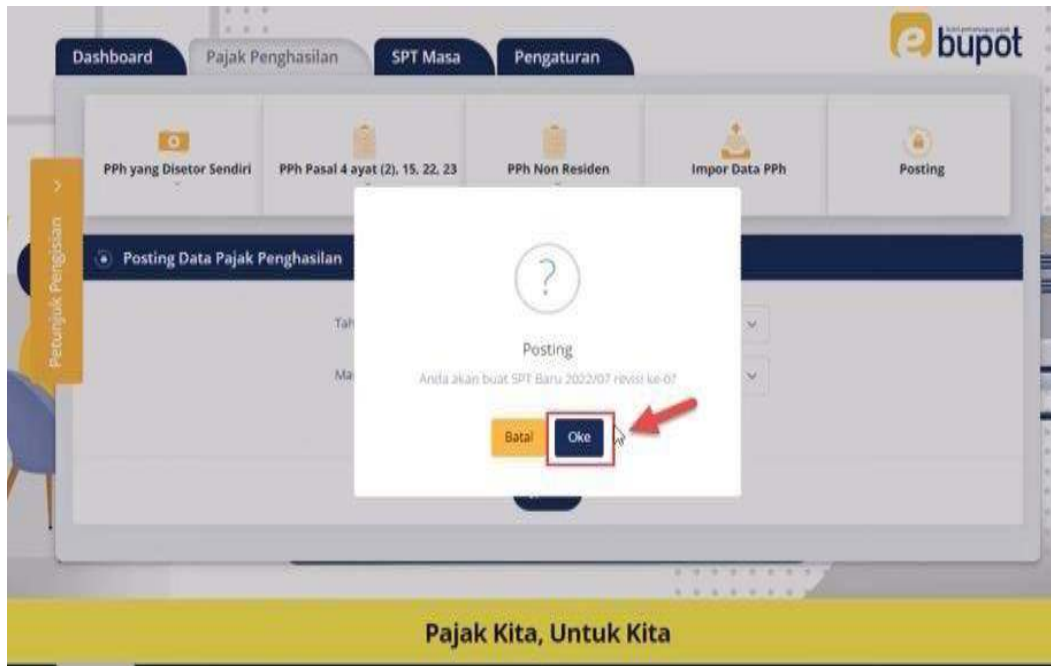 Dashboard
Pajak Penghasilan
SPT Masa
Pengaturan
e bupot
PPh yang Disetor Sendiri
PPh Pasal 4 ayat (2), 15, 22, 23
PPh Non Residen
Impor Data PPh
Posting
Petunjuk Pengisian
Posting Data Pajak Penghasilan
Tah
Ma
Posting
Anda akan buat SPT Baru 2022/07 revisi ke-0?
Batal
Oke
Pajak Kita, Untuk Kita